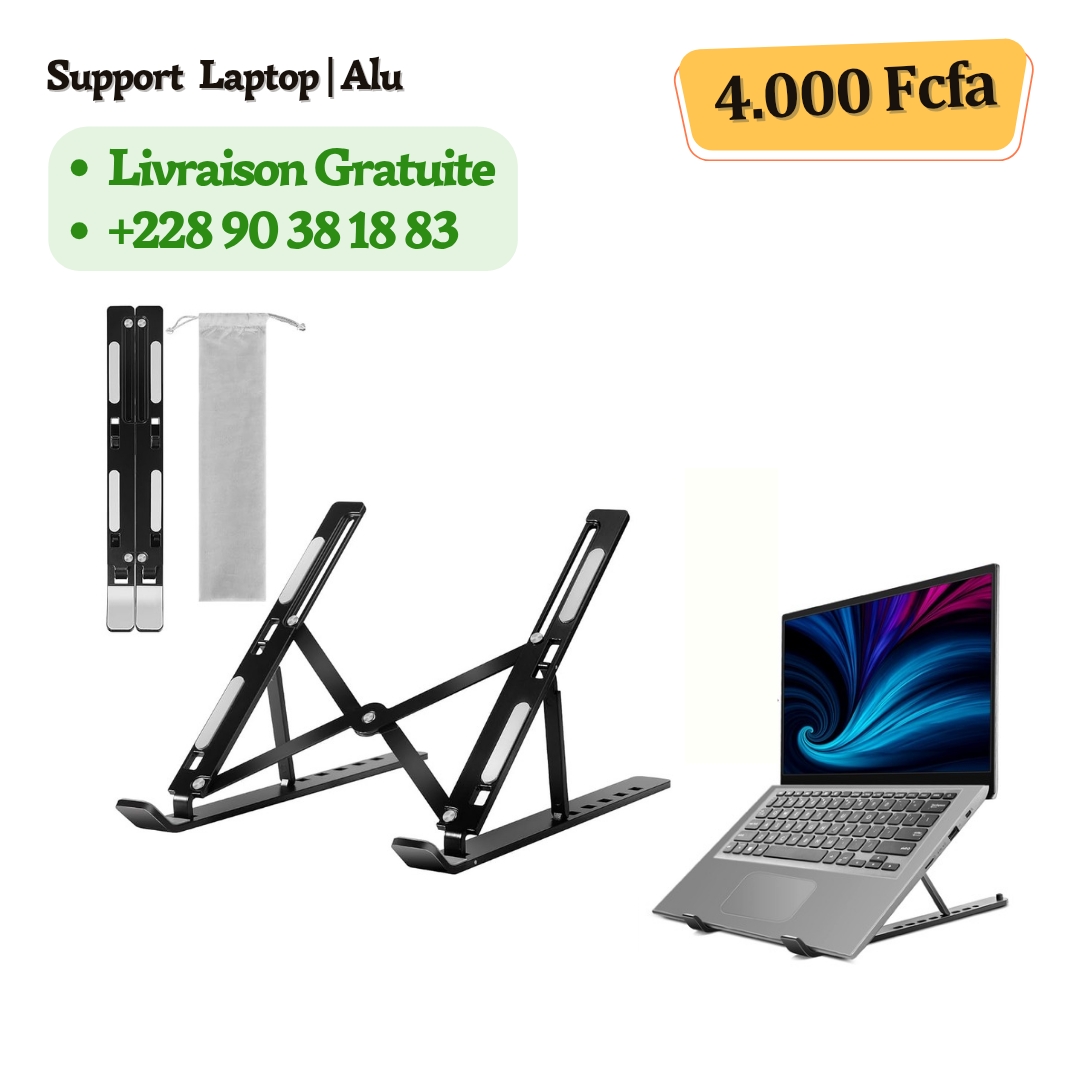 Support Laptop | Alu
4.000 Fcfa
• Livraison Gratuite
• +228 90 38 18 83